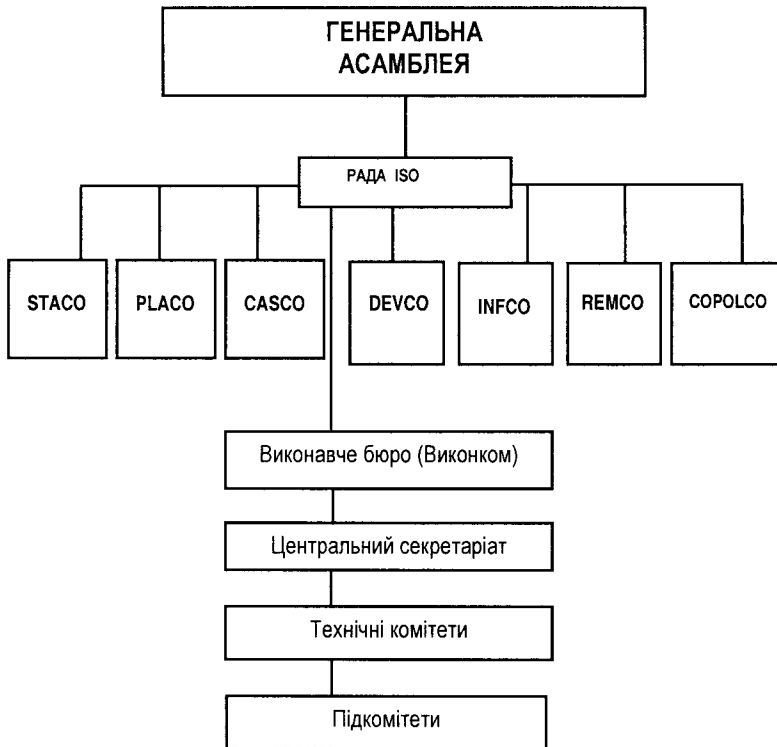 ГЕНЕРАЛЬНА
АСАМБЛЕЯ
РАДА ISO
STACO PLACO CASCO DEVCO INFCO REMCO COPOLCO
Виконавче бюро (Виконком)
Центральний секретаріат
Технічні комітети
Підкомітети